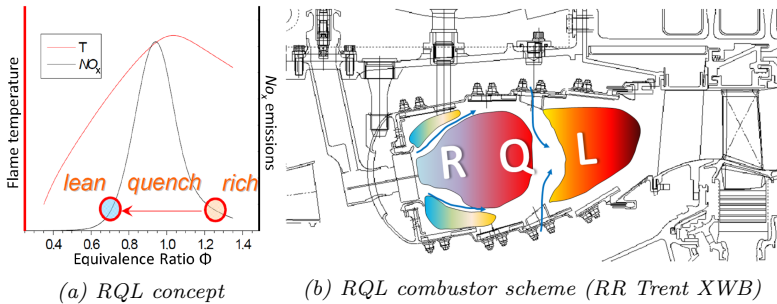 T
NOx
Flame temperature
Nox emissions
lean quench rich
0.4 0.6 0.8 1.0 1.2 1.4
Equivalence Ratio Φ
(a) RQL concept
R Q L
(b) RQL combustor scheme (RR Trent XWB)